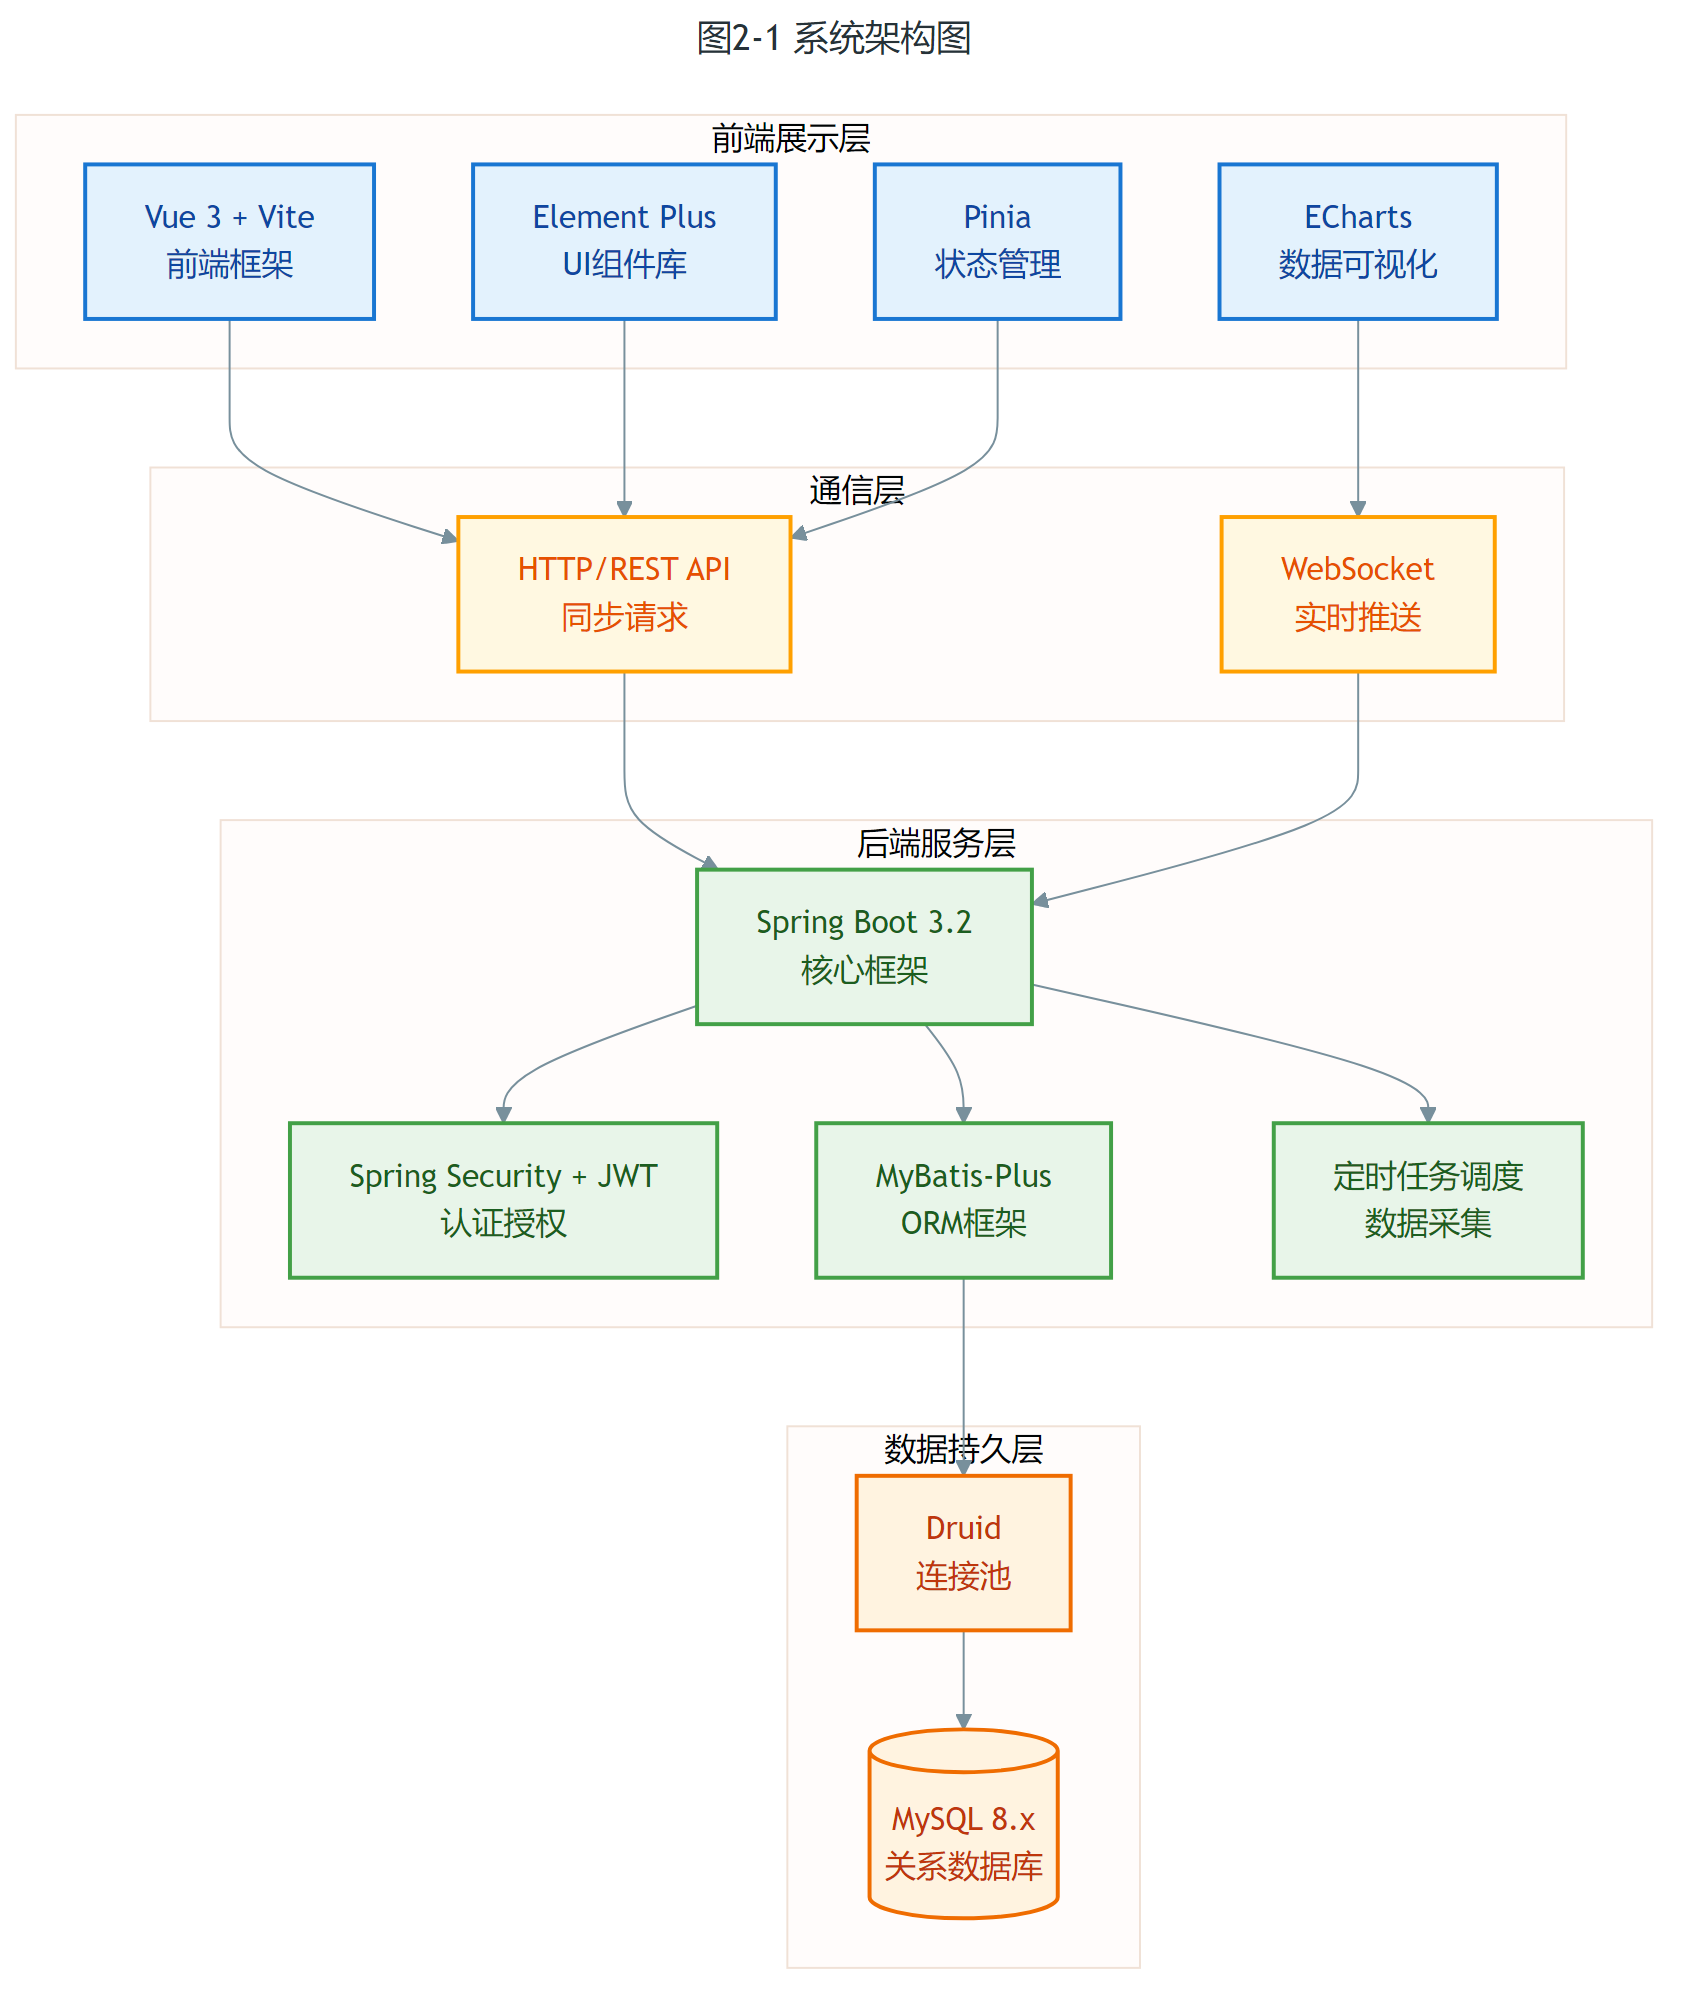 图2-1 系统架构图
前端展示层
Vue 3 + Vite
前端框架
Element Plus
UI组件库
Pinia
状态管理
ECharts
数据可视化
通信层
HTTP/REST API
同步请求
WebSocket
实时推送
后端服务层
Spring Boot 3.2
核心框架
Spring Security + JWT
认证授权
MyBatis-Plus
ORM框架
定时任务调度
数据采集
数据持久层
Druid
连接池
MySQL 8.x
关系数据库